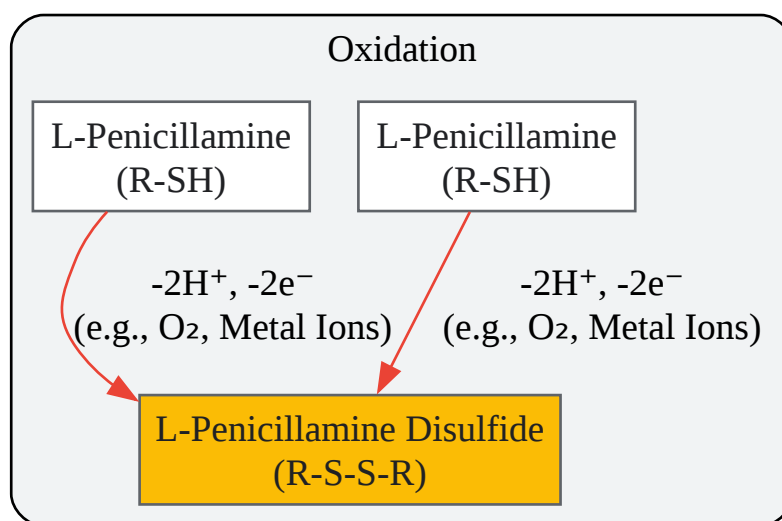 Oxidation
L-Penicillamine
(R-SH)
L-Penicillamine
(R-SH)
-2H⁺, -2e⁻
(e.g., O₂, Metal Ions)
-2H⁺, -2e⁻
(e.g., O₂, Metal Ions)
L-Penicillamine Disulfide
(R-S-S-R)